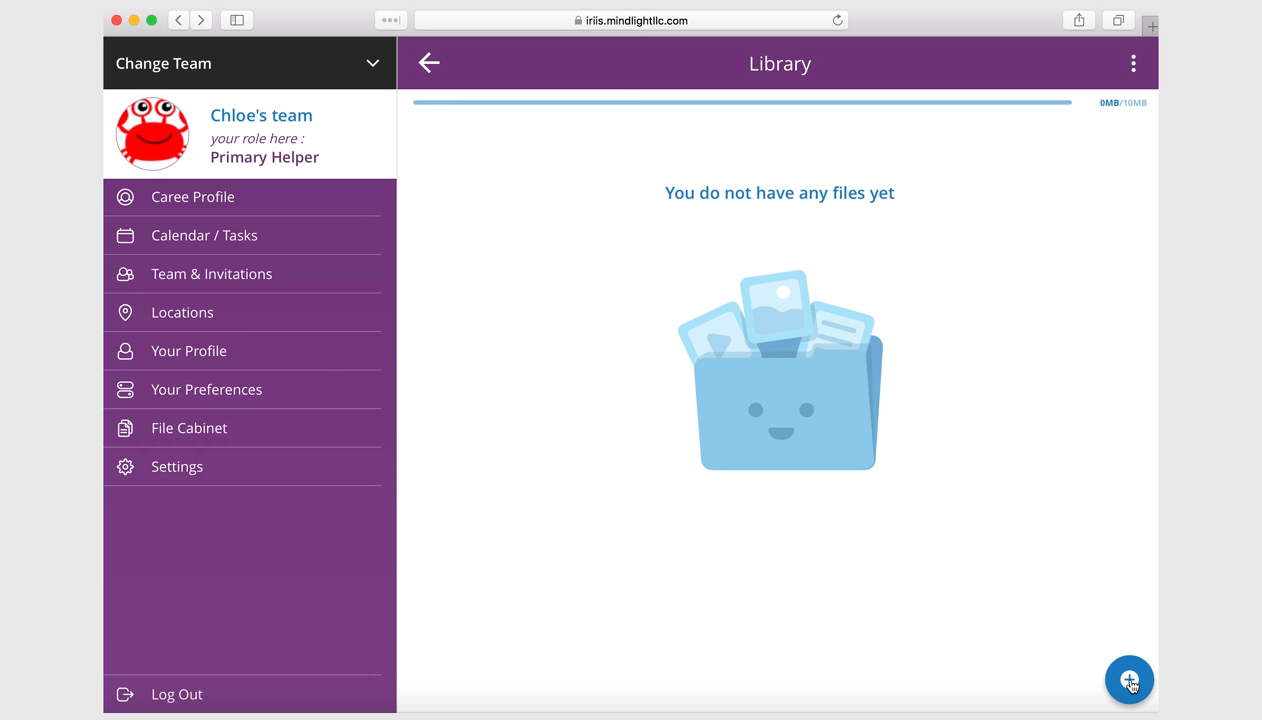 iriis.mindlightllc.com
Change Team
Library
0MB/10MB
Chloe's team
your role here :
Primary Helper
Caree Profile
Calendar / Tasks
Team & Invitations
Locations
Your Profile
Your Preferences
File Cabinet
Settings
Log Out
You do not have any files yet